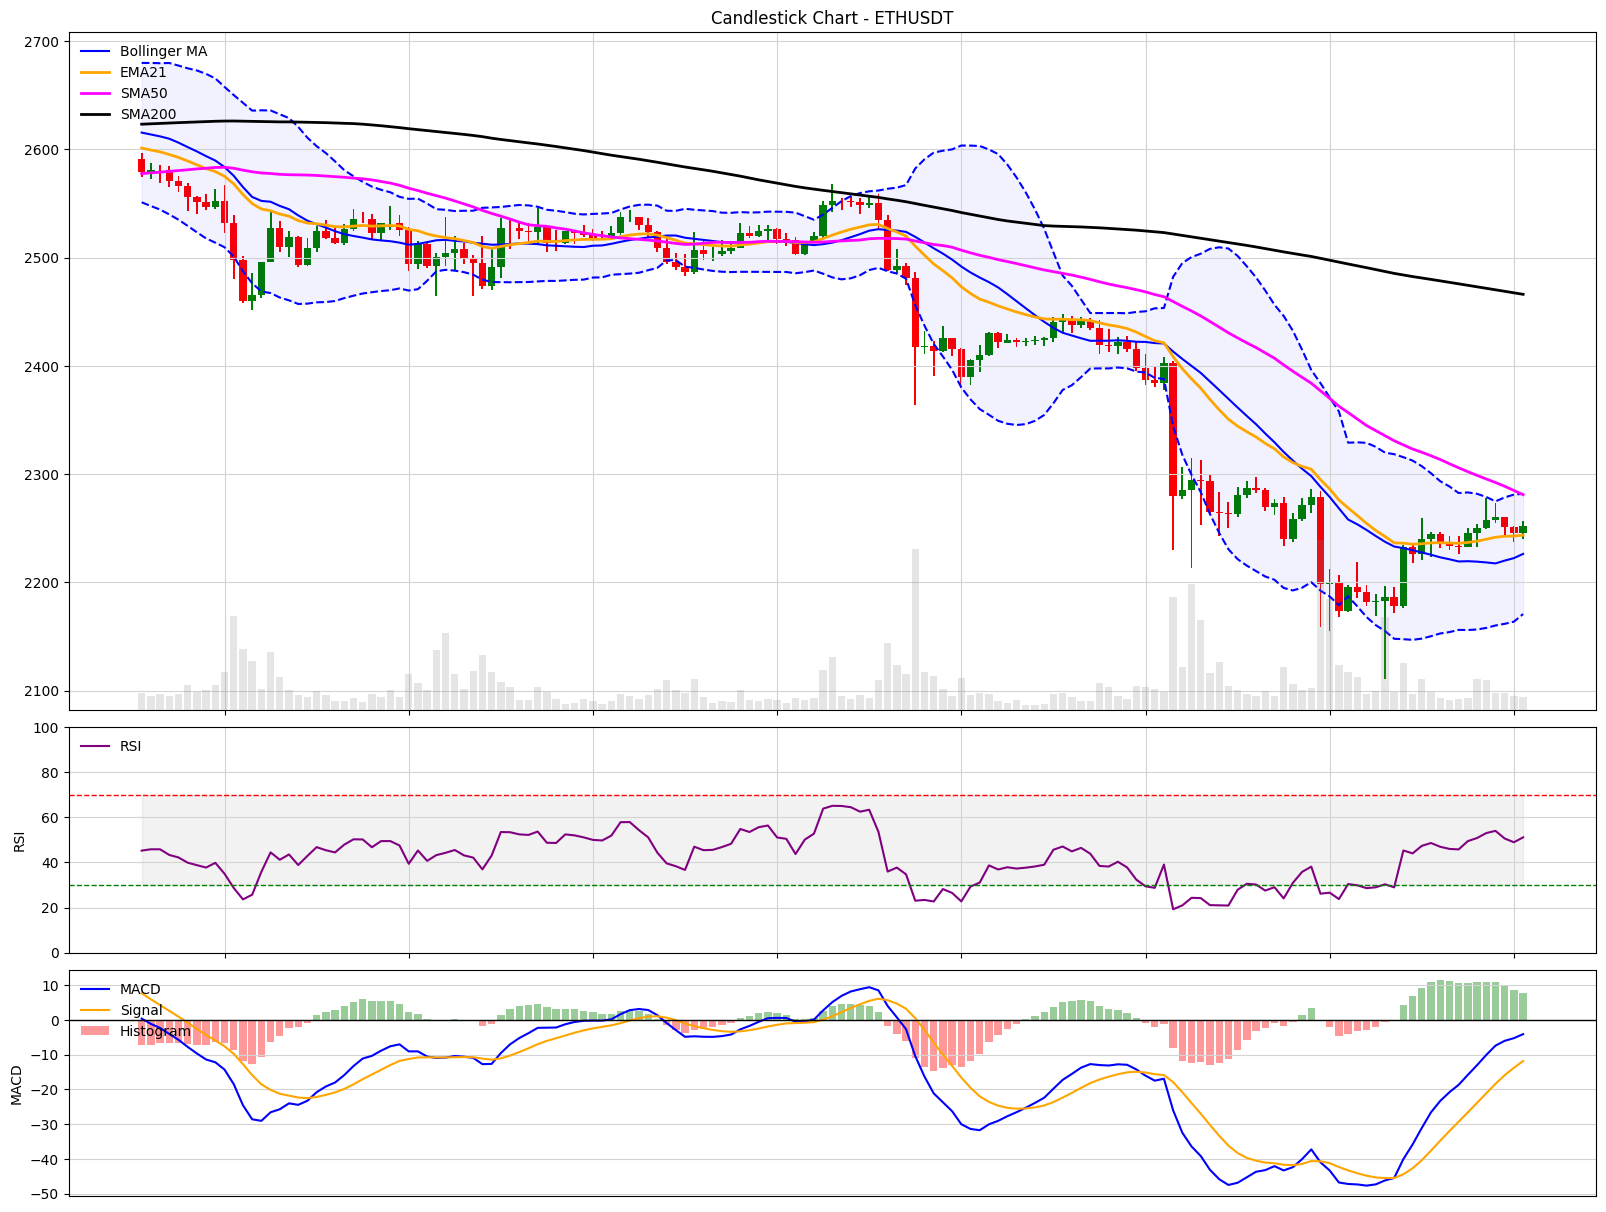 Candlestick Chart - ETHUSDT
2700
2600
2500
2400
2300
2200
2100
Bollinger MA
EMA21
SMA50
SMA200
100
80
60
40
20
0
RSI
RSI
10
0
−10
−20
−30
−40
−50
MACD
MACD
Signal
Histogram